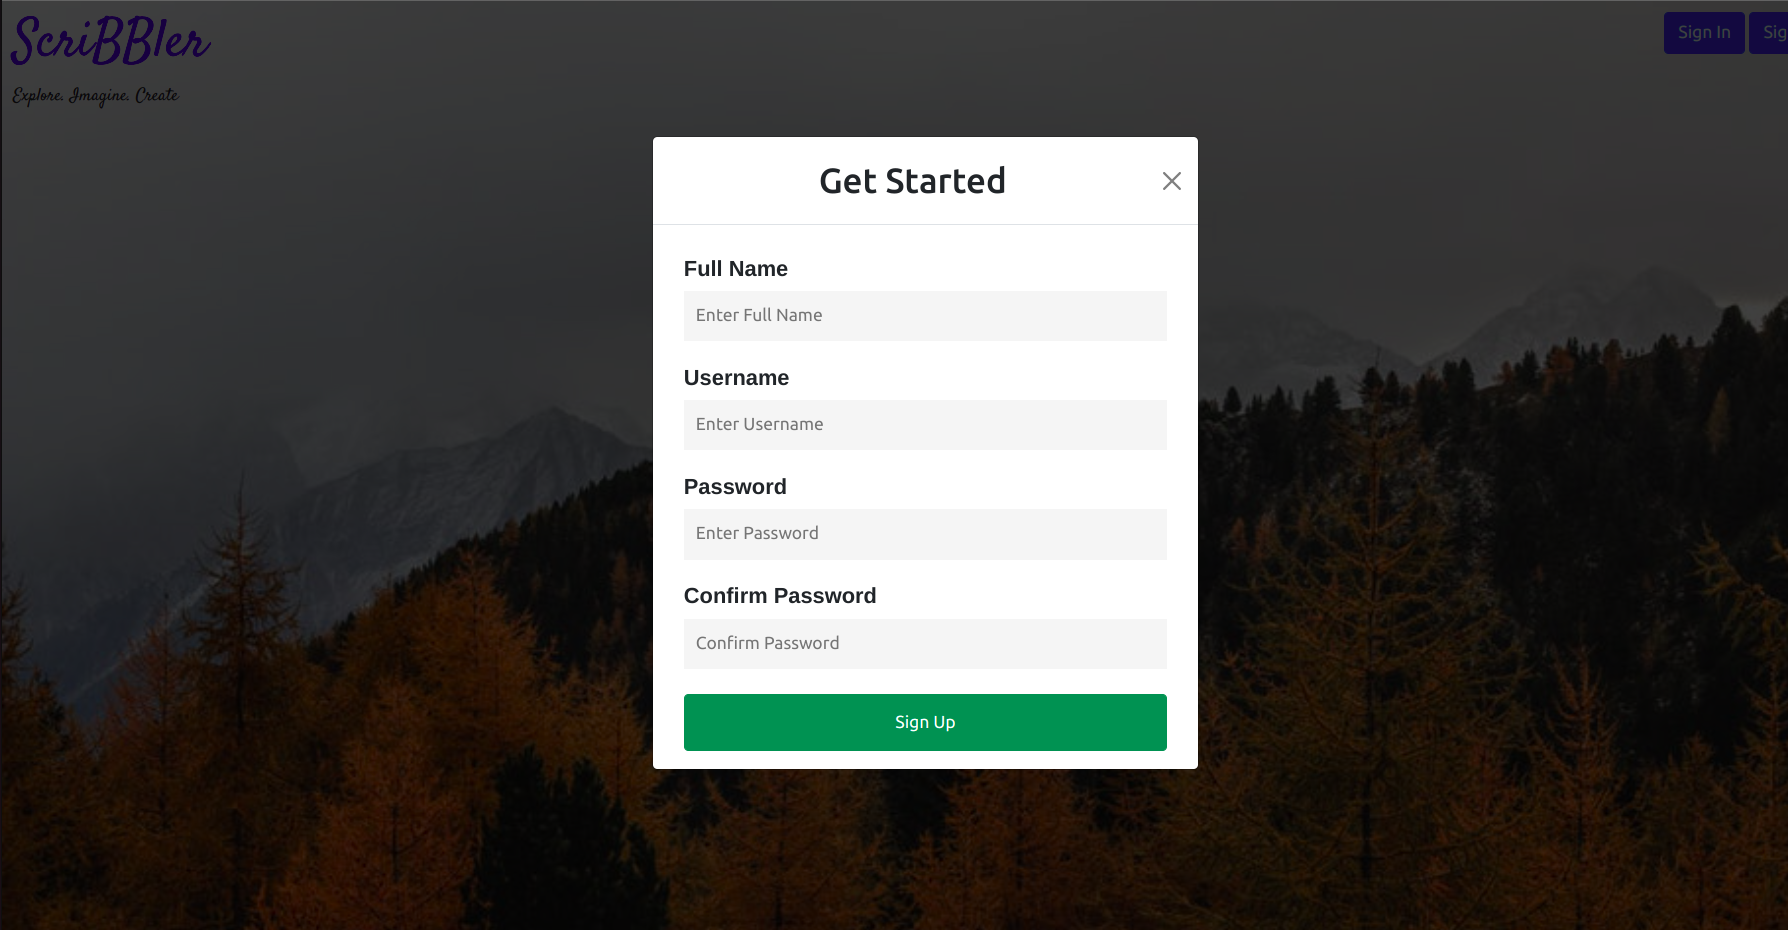 ScriBBler
Explore. Imagine. Create
Sign In
Sig
Get Started
Full Name
Enter Full Name
Username
Enter Username
Password
Enter Password
Confirm Password
Confirm Password
Sign Up